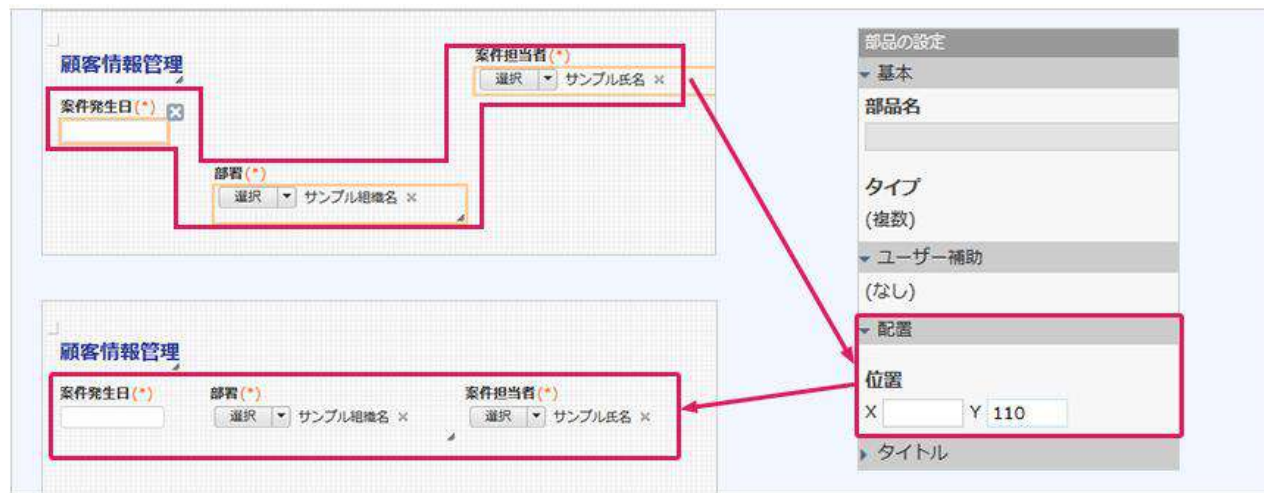 顧客情報管理
案件担当者(*)
選択 サンプル氏名 ×
案件発生日(*)
部署(*)
選択 サンプル組織名 ×
顧客情報管理
案件発生日(*) 部署(*) 案件担当者(*)
選択 サンプル組織名 × 選択 サンプル氏名 ×
部品の設定
基本
部品名
タイプ
(複数)
ユーザー補助
(なし)
配置
位置
X Y 110
タイトル